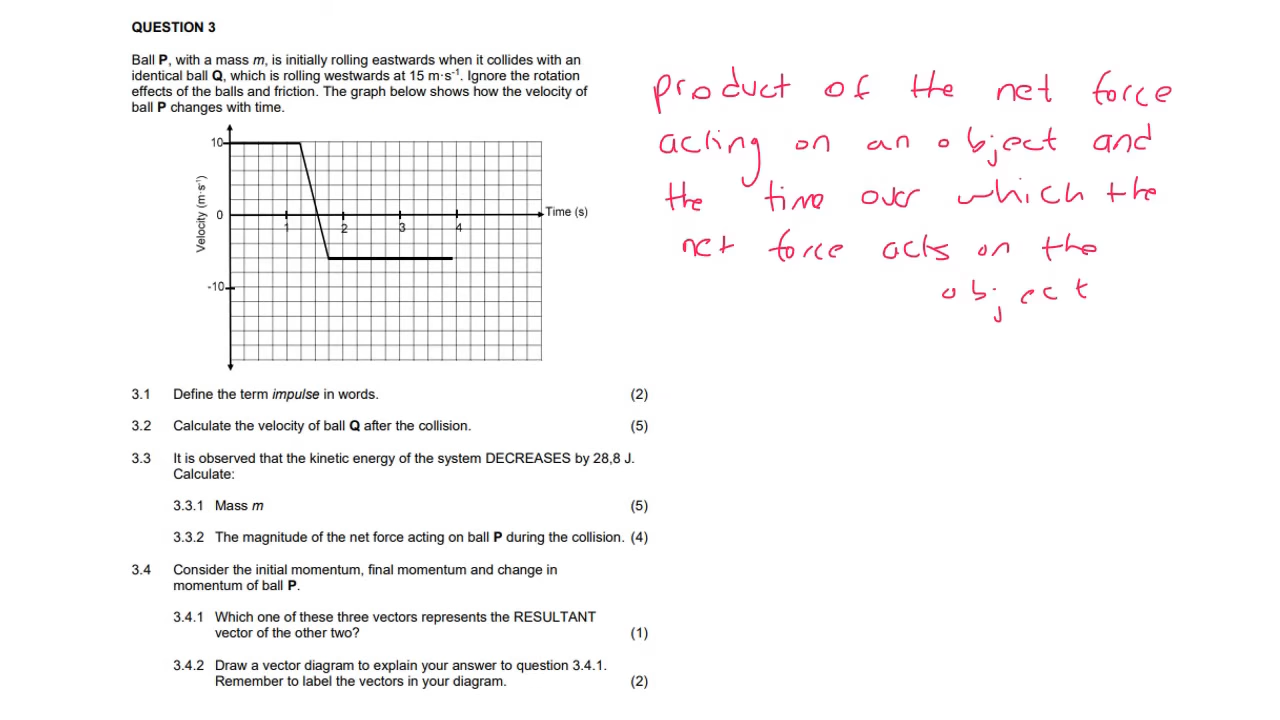 QUESTION 3
Ball P, with a mass m, is initially rolling eastwards when it collides with an
identical ball Q, which is rolling westwards at 15 m·s⁻¹. Ignore the rotation
effects of the balls and friction. The graph below shows how the velocity of
ball P changes with time.
10
0
-10
Velocity (m·s⁻¹)
1
2
3
4
Time (s)
3.1 Define the term impulse in words. (2)
3.2 Calculate the velocity of ball Q after the collision. (5)
3.3 It is observed that the kinetic energy of the system DECREASES by 28,8 J.
Calculate:
3.3.1 Mass m (5)
3.3.2 The magnitude of the net force acting on ball P during the collision. (4)
3.4 Consider the initial momentum, final momentum and change in
momentum of ball P.
3.4.1 Which one of these three vectors represents the RESULTANT
vector of the other two? (1)
3.4.2 Draw a vector diagram to explain your answer to question 3.4.1.
Remember to label the vectors in your diagram. (2)
product of the net force
acting on an object and
the time over which the
net force acts on the
object